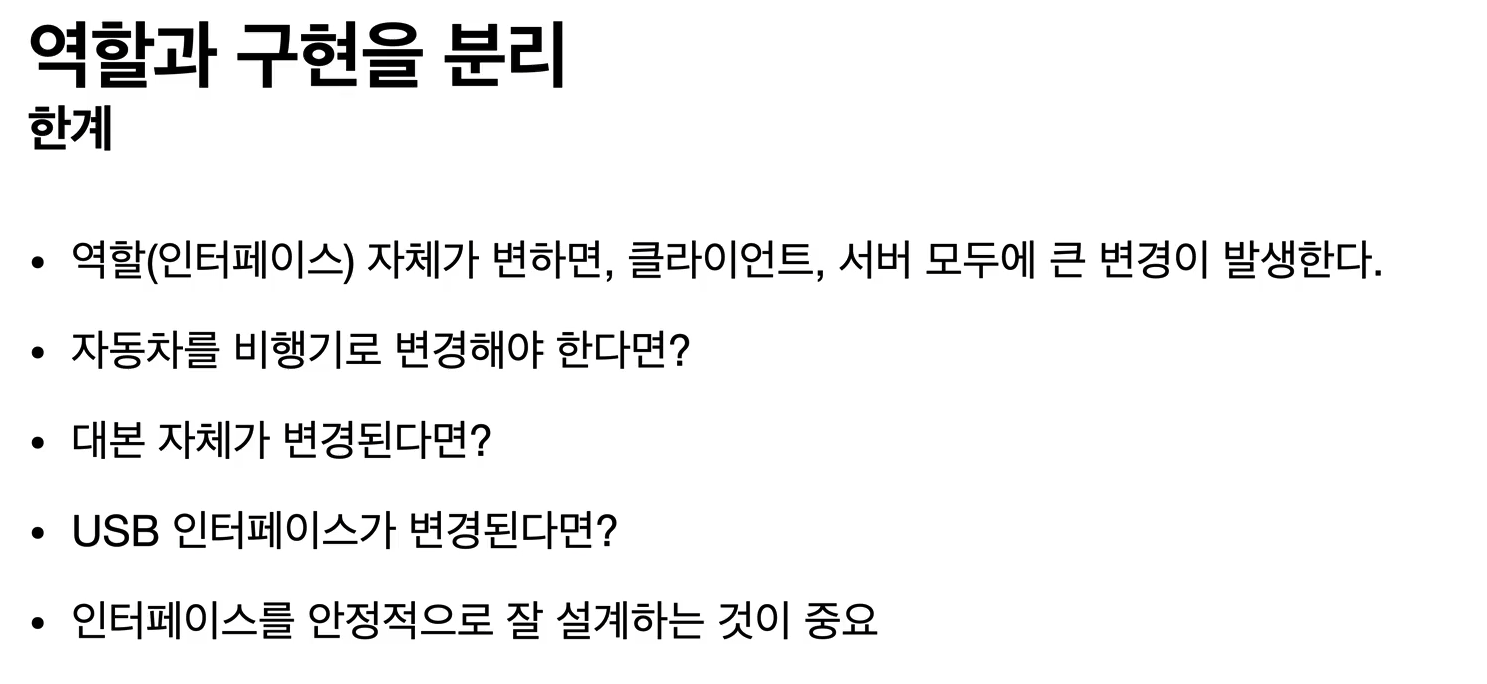 역할과 구현을 분리
한계
• 역할(인터페이스) 자체가 변하면, 클라이언트, 서버 모두에 큰 변경이 발생한다.
• 자동차를 비행기로 변경해야 한다면?
• 대본 자체가 변경된다면?
• USB 인터페이스가 변경된다면?
• 인터페이스를 안정적으로 잘 설계하는 것이 중요